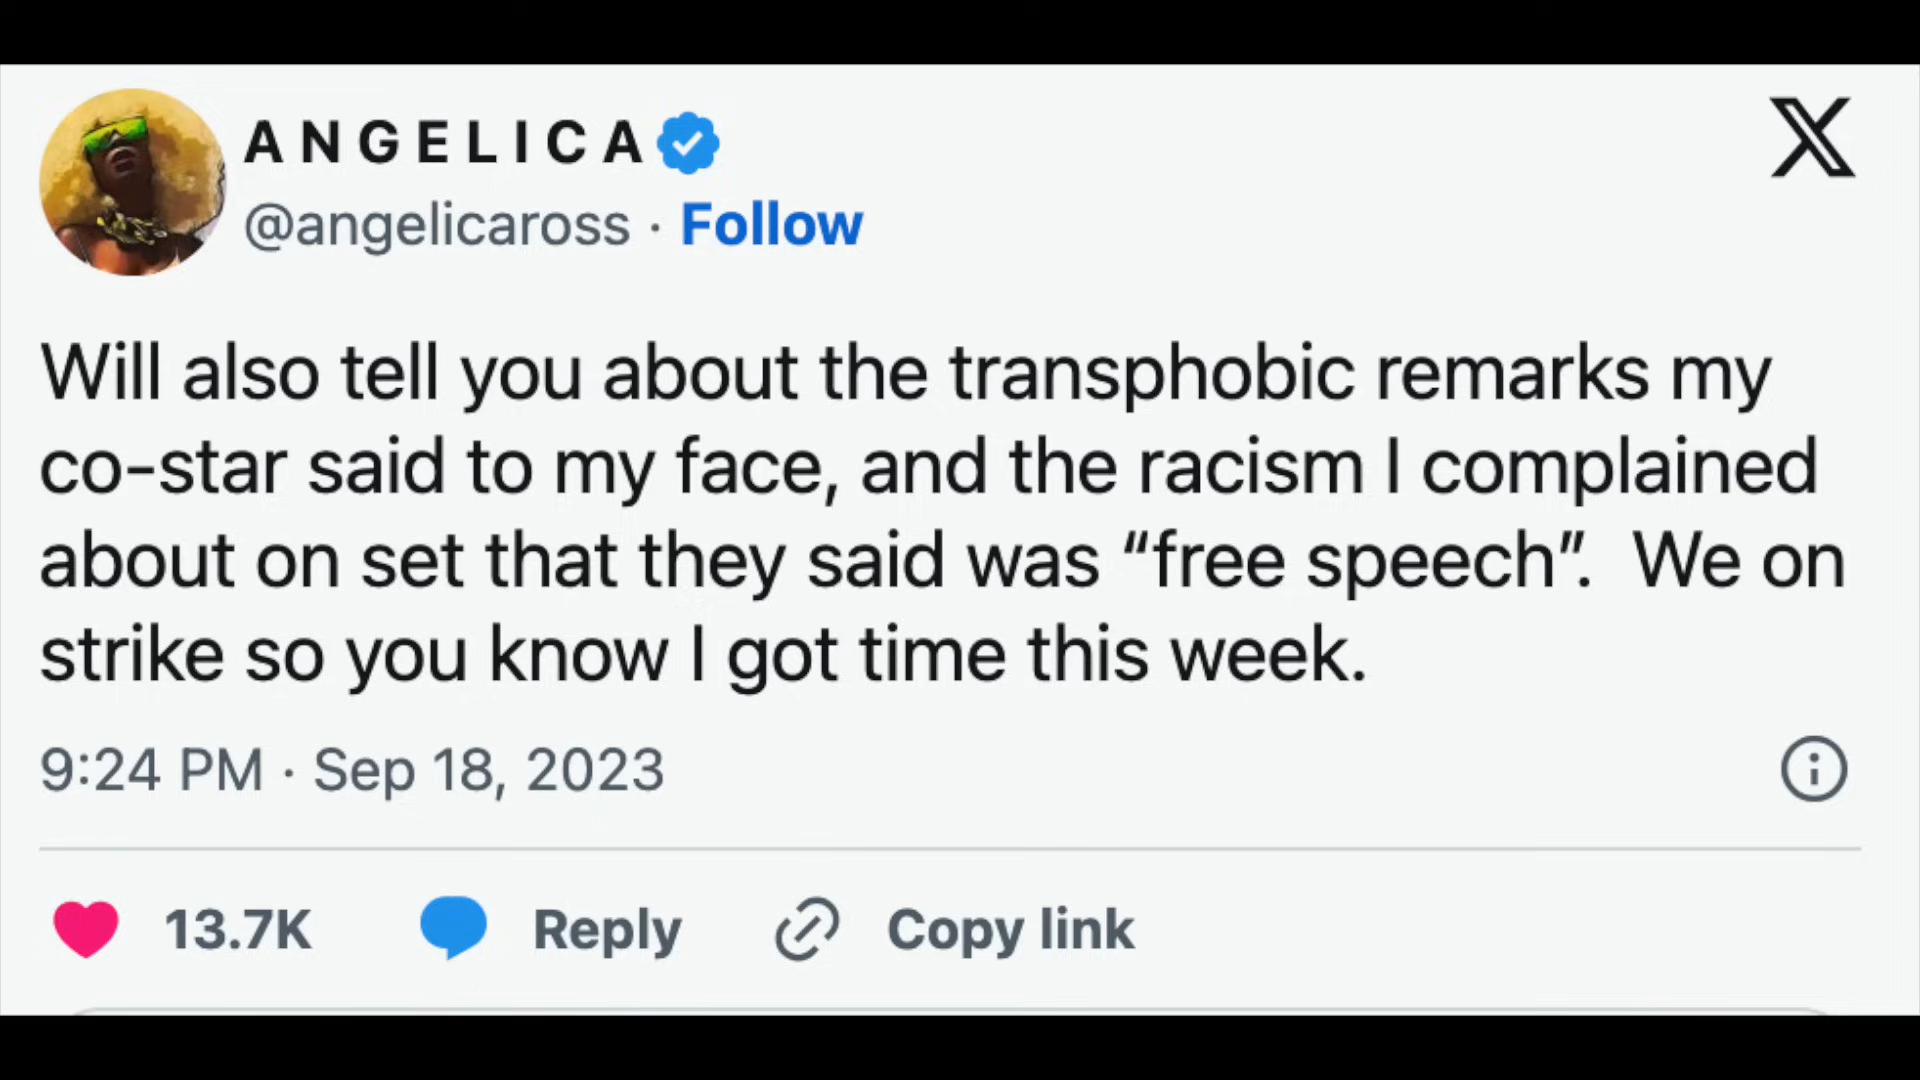 ANGELICA
@angelicaross · Follow
Will also tell you about the transphobic remarks my
co-star said to my face, and the racism I complained
about on set that they said was “free speech”.  We on
strike so you know I got time this week.
9:24 PM · Sep 18, 2023
13.7K Reply Copy link